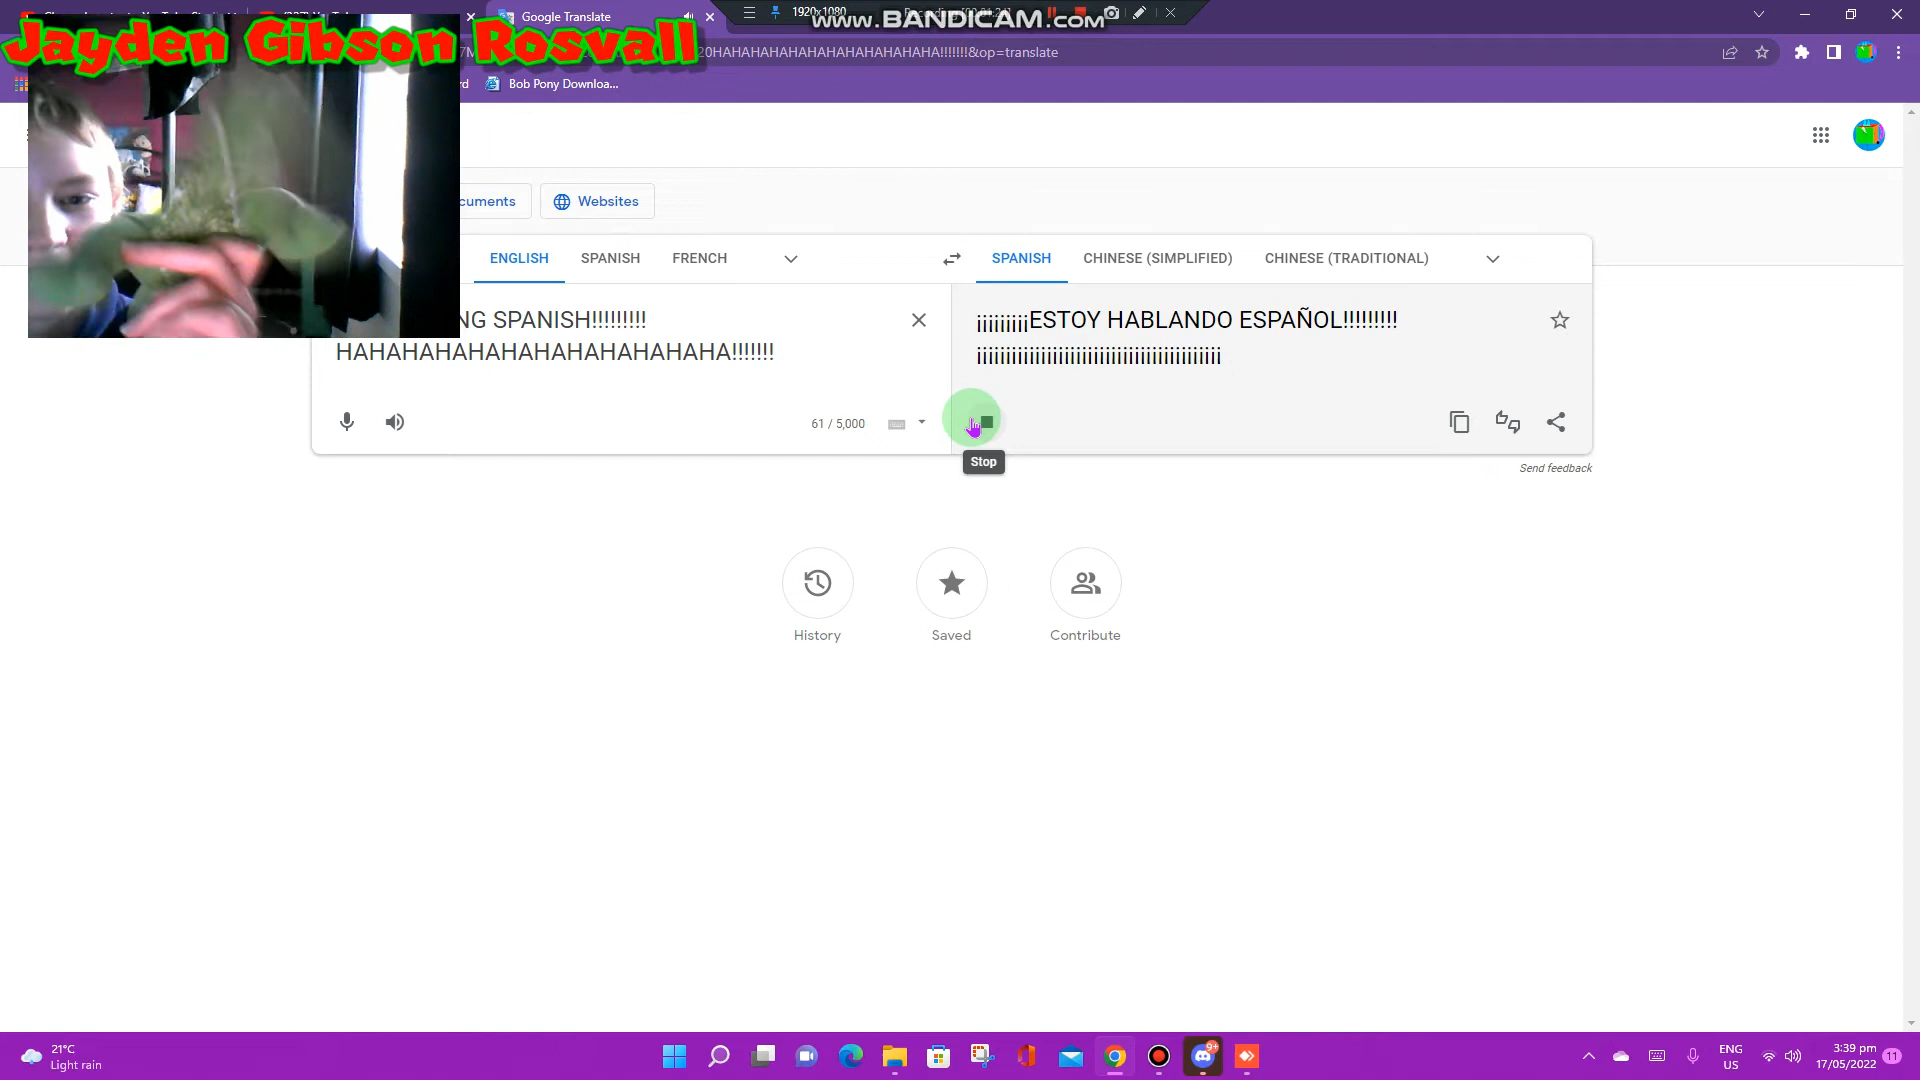 Google Translate
1920x1080
www.BANDICAM.com
Jayden Gibson Rosvall
20HAHAHAHAHAHAHAHAHAHAHAHA!!!!!!!&op=translate
Bob Pony Downloa...
cuments
Websites
ENGLISH
SPANISH
FRENCH
SPANISH
CHINESE (SIMPLIFIED)
CHINESE (TRADITIONAL)
NG SPANISH!!!!!!!!!
HAHAHAHAHAHAHAHAHAHAHAHA!!!!!!!
¡¡¡¡¡¡¡¡¡ESTOY HABLANDO ESPAÑOL!!!!!!!!!
61 / 5,000
Stop
Send feedback
History
Saved
Contribute
21°C
Light rain
9+
ENG
US
3:39 pm
17/05/2022
11